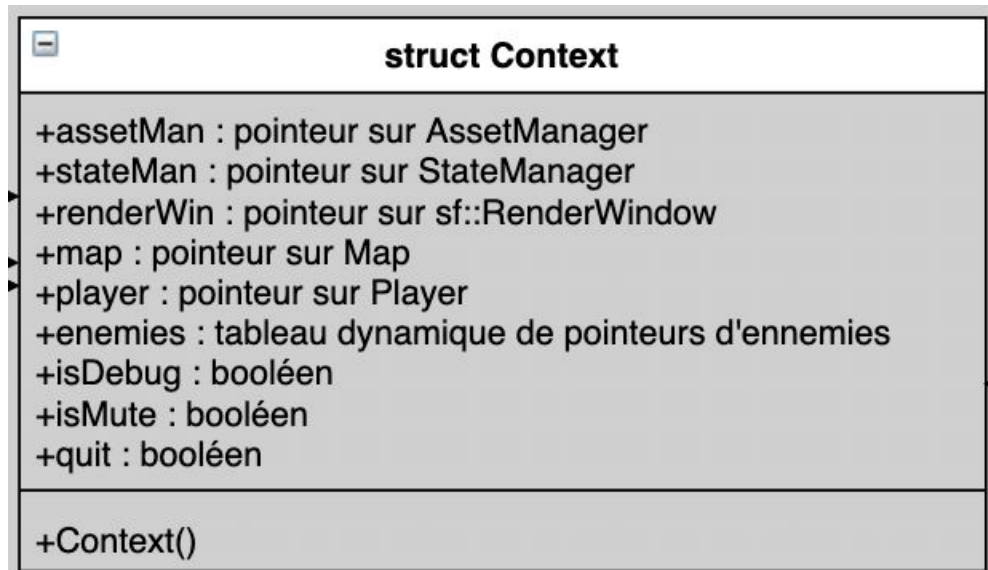 struct Context
+assetMan : pointeur sur AssetManager
+stateMan : pointeur sur StateManager
+renderWin : pointeur sur sf::RenderWindow
+map : pointeur sur Map
+player : pointeur sur Player
+enemies : tableau dynamique de pointeurs d'ennemies
+isDebug : booléen
+isMute : booléen
+quit : booléen
+Context()